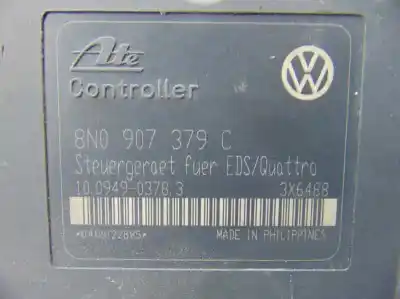 Ate
Controller
8N0 907 379 C
Steuergeraet fuer EDS/Quattro
10.0949-0378.3 3X6488
MADE IN PHILIPPINES